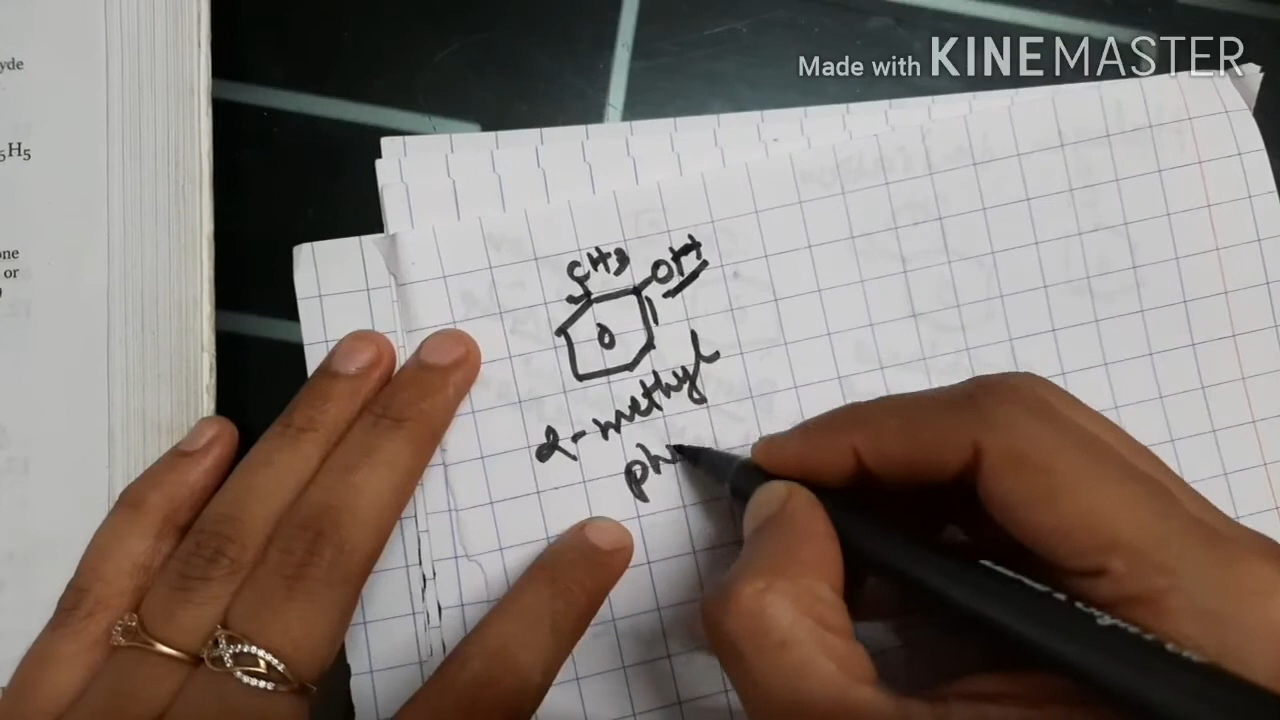 Made with KINEMASTER
yde
5H5
one
or
CH3
OH
2-methyl
ph